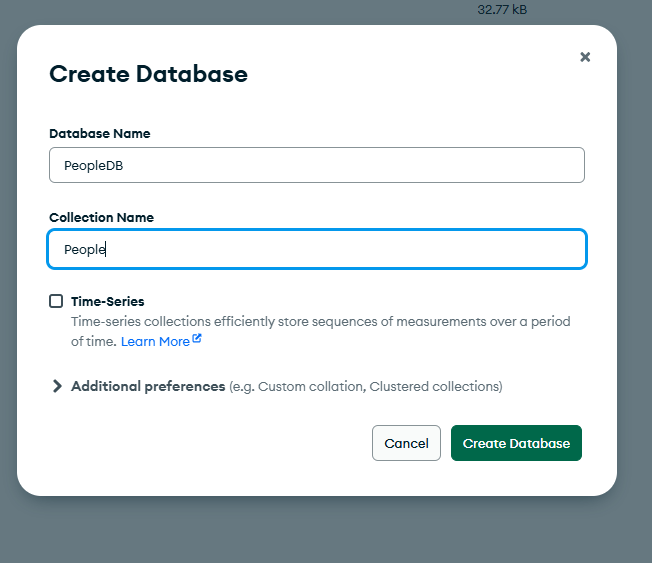 32.77 kB
Create Database
Database Name
PeopleDB
Collection Name
People
Time-Series
Time-series collections efficiently store sequences of measurements over a period
of time. Learn More
Additional preferences (e.g. Custom collation, Clustered collections)
Cancel
Create Database